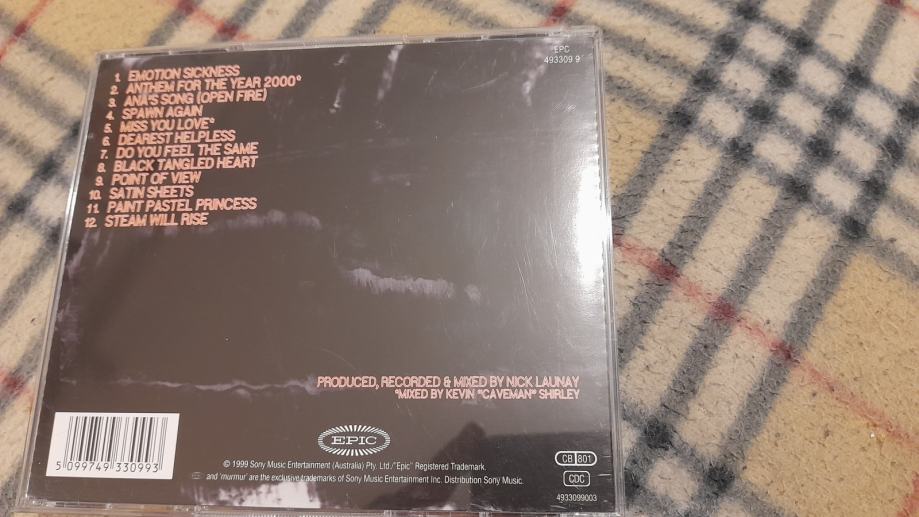 EPC
493309 9
1. EMOTION SICKNESS
2. ANTHEM FOR THE YEAR 2000°
3. ANA'S SONG (OPEN FIRE)
4. SPAWN AGAIN
5. MISS YOU LOVE°
6. DEAREST HELPLESS
7. DO YOU FEEL THE SAME
8. BLACK TANGLED HEART
9. POINT OF VIEW
10. SATIN SHEETS
11. PAINT PASTEL PRINCESS
12. STEAM WILL RISE
PRODUCED, RECORDED & MIXED BY NICK LAUNAY
°MIXED BY KEVIN "CAVEMAN" SHIRLEY
EPIC
5 099749 330993
© 1999 Sony Music Entertainment (Australia) Pty. Ltd./"Epic" Registered Trademark.
and 'murmur' are the exclusive trademarks of Sony Music Entertainment Inc. Distribution Sony Music.
CB 801
CDC
4933099003